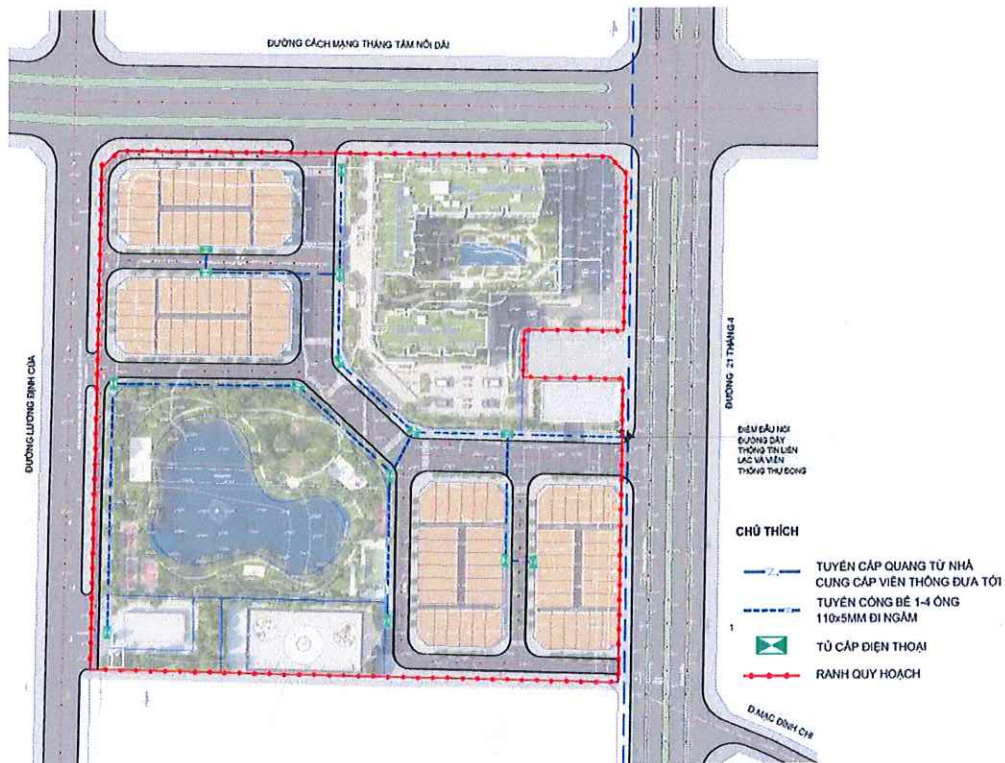 ĐƯỜNG CÁCH MẠNG THÁNG TÁM NỐI DÀI
ĐƯỜNG LƯƠNG ĐỊNH CỦA
ĐƯỜNG 21 THÁNG 4
ĐIỂM ĐẤU NỐI
ĐƯỜNG DÂY
THÔNG TIN LIÊN
LẠC VÀ VIỄN
THÔNG THỤ ĐỘNG
CHÚ THÍCH
TUYẾN CÁP QUANG TỪ NHÀ
CUNG CẤP VIỄN THÔNG ĐƯA TỚI
TUYẾN CỐNG BỂ 1-4 ỐNG
110x5MM ĐI NGẦM
1
TỦ CÁP ĐIỆN THOẠI
RANH QUY HOẠCH
Đ.MẠC ĐĨNH CHI